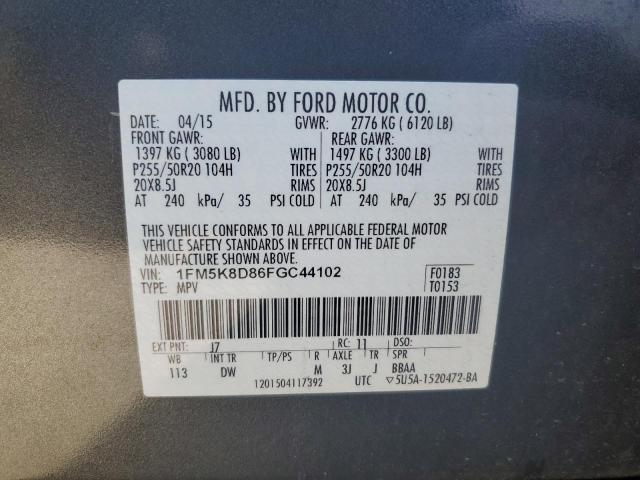 MFD. BY FORD MOTOR CO.
DATE: 04/15 GVWR: 2776 KG ( 6120 LB)
FRONT GAWR: REAR GAWR:
1397 KG ( 3080 LB) WITH 1497 KG ( 3300 LB) WITH
P255/50R20 104H TIRES P255/50R20 104H TIRES
20X8.5J RIMS 20X8.5J RIMS
AT 240 kPa/ 35 PSI COLD AT 240 kPa/ 35 PSI COLD
THIS VEHICLE CONFORMS TO ALL APPLICABLE FEDERAL MOTOR
VEHICLE SAFETY STANDARDS IN EFFECT ON THE DATE OF
MANUFACTURE SHOWN ABOVE.
VIN: 1FM5K8D86FGC44102 F0183
TYPE: MPV T0153
EXT PNT: J7 RC: 11 DSO:
WB INT TR TP/PS R AXLE TR SPR
113 DW M 3J J BBAA
1201504117392 UTC ▽5U5A-1520472-BA